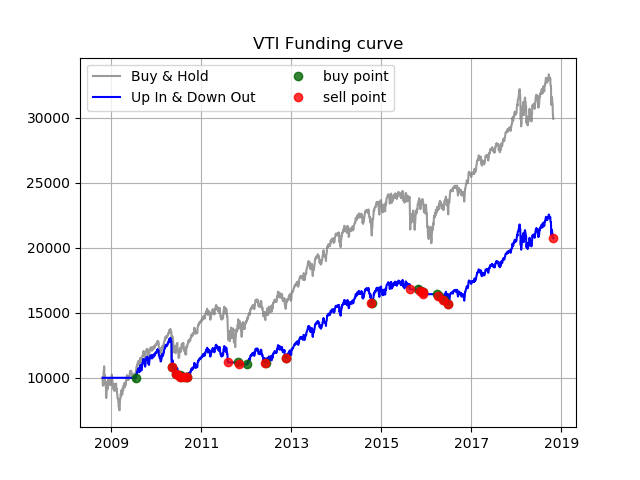 VTI Funding curve
Buy & Hold
Up In & Down Out
buy point
sell point
30000
25000
20000
15000
10000
2009 2011 2013 2015 2017 2019